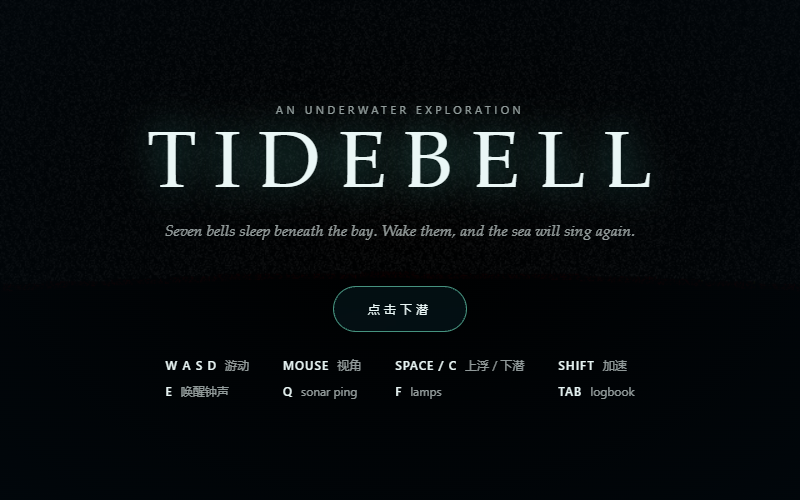 AN UNDERWATER EXPLORATION
TIDEBELL
Seven bells sleep beneath the bay. Wake them, and the sea will sing again.
点击下潜
W A S D 游动 MOUSE 视角 SPACE / C 上浮 / 下潜 SHIFT 加速
E 唤醒钟声 Q sonar ping F lamps TAB logbook